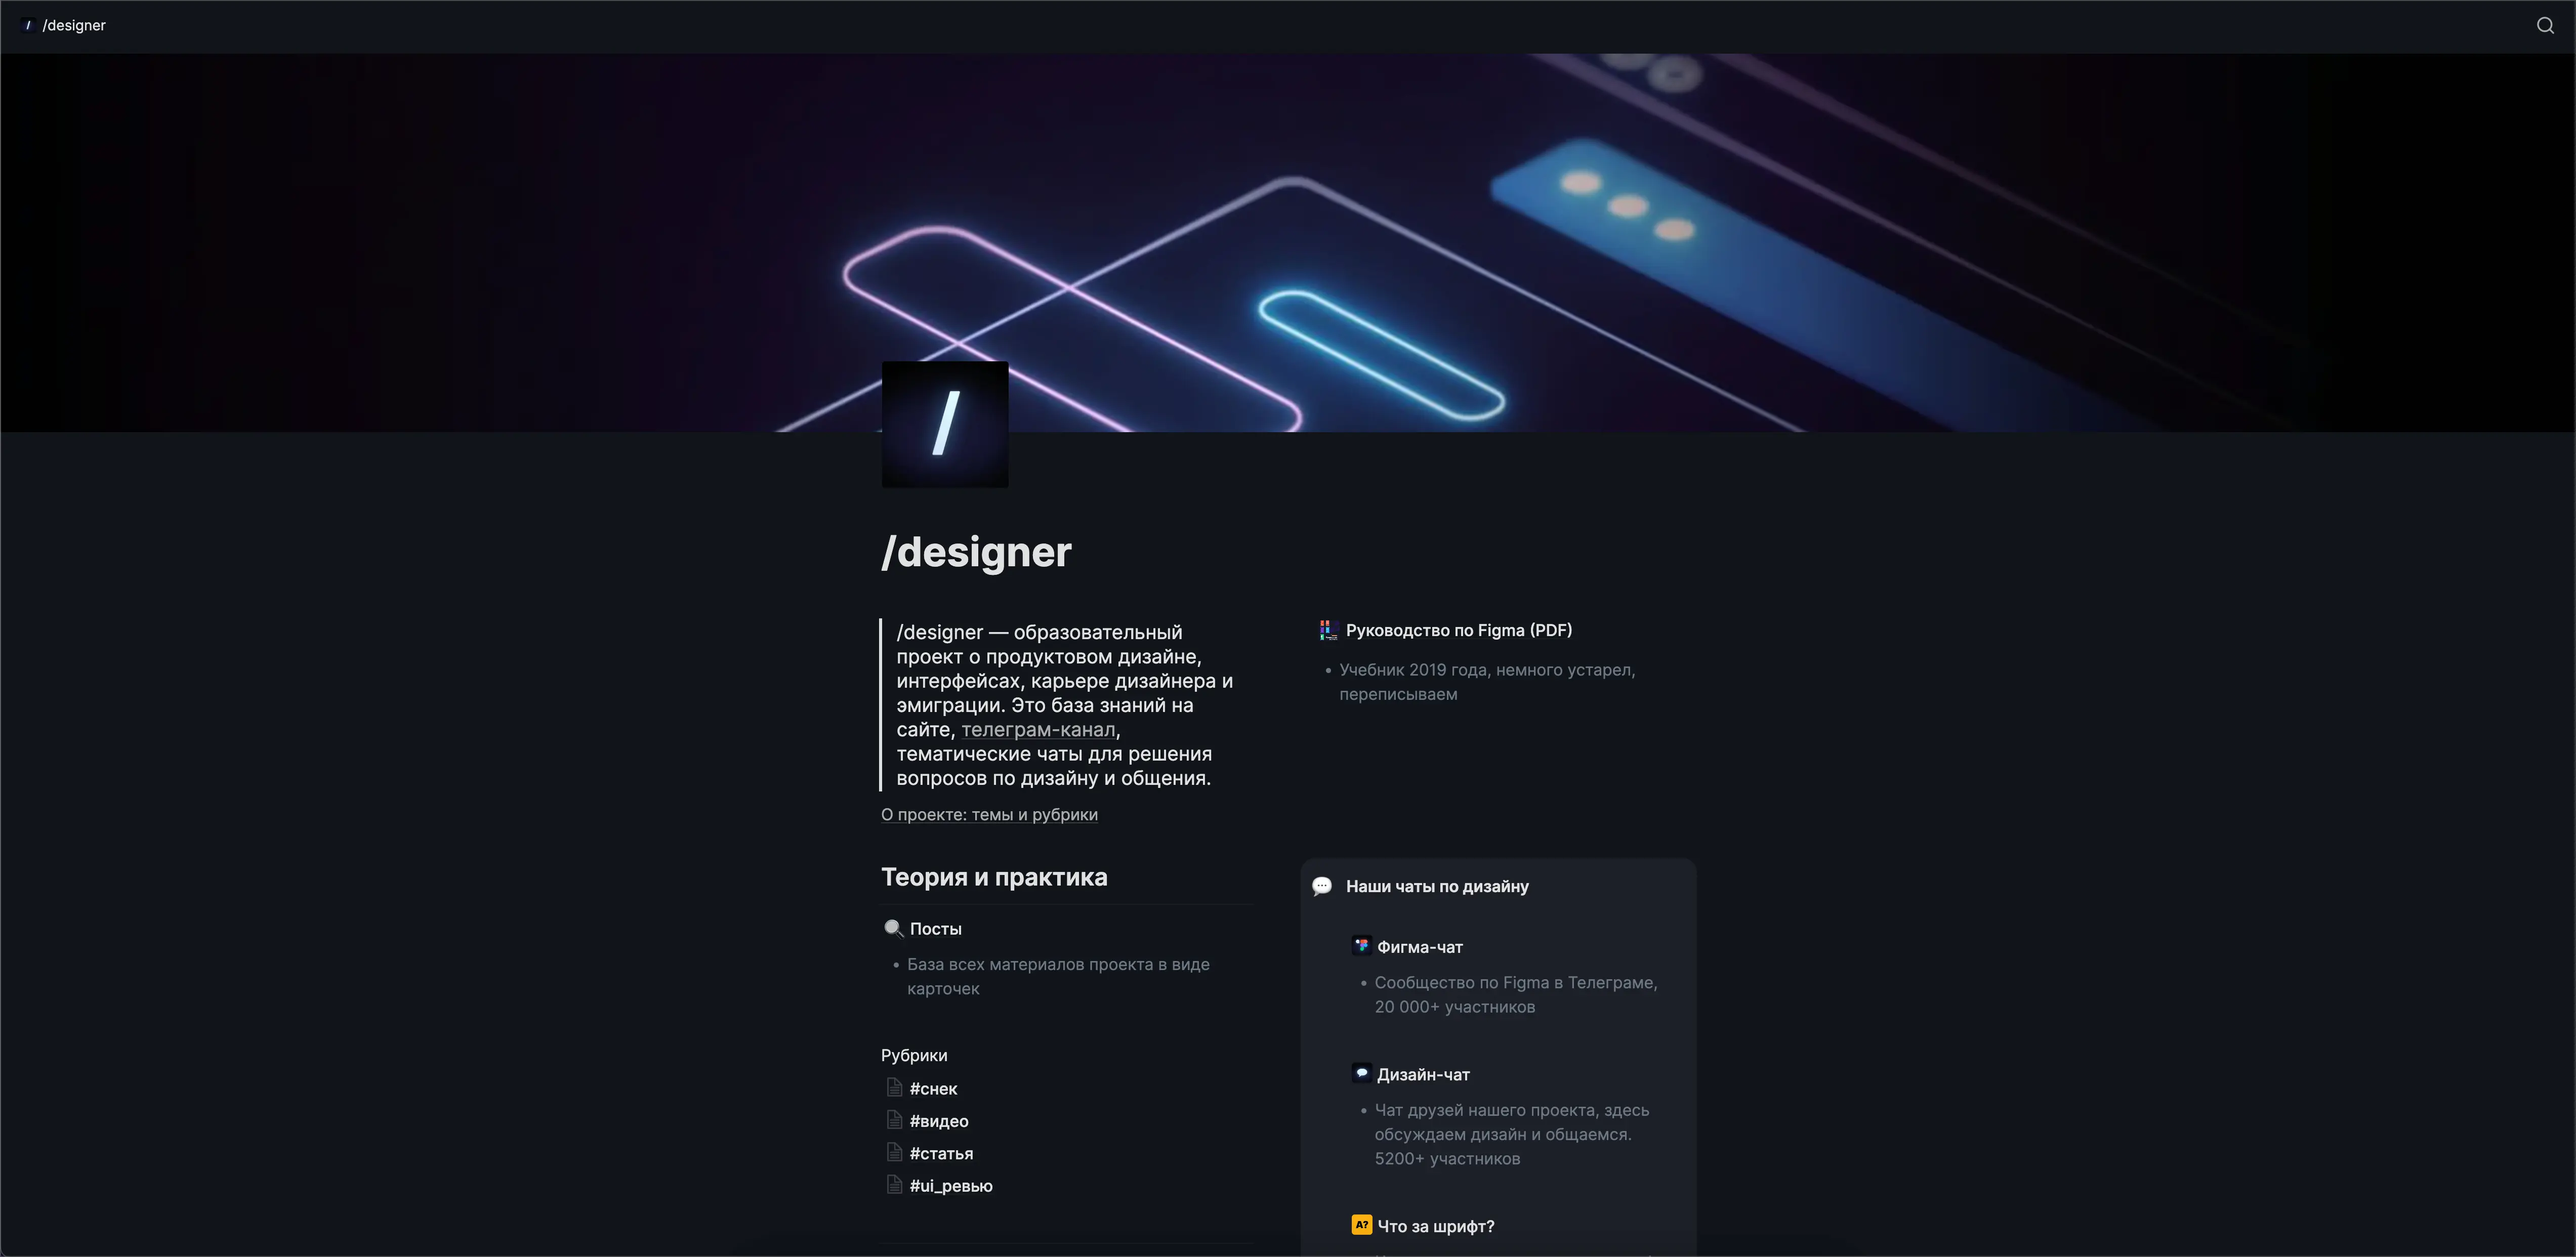 / /designer
/
/designer
/designer — образовательный
проект о продуктовом дизайне,
интерфейсах, карьере дизайнера и
эмиграции. Это база знаний на
сайте, телеграм-канал,
тематические чаты для решения
вопросов по дизайну и общения.
О проекте: темы и рубрики
Руководство по Figma (PDF)
• Учебник 2019 года, немного устарел,
переписываем
Теория и практика
Посты
• База всех материалов проекта в виде
карточек
Рубрики
#снек
#видео
#статья
#ui_ревью
Наши чаты по дизайну
Фигма-чат
• Сообщество по Figma в Телеграме,
20 000+ участников
Дизайн-чат
• Чат друзей нашего проекта, здесь
обсуждаем дизайн и общаемся.
5200+ участников
A? Что за шрифт?